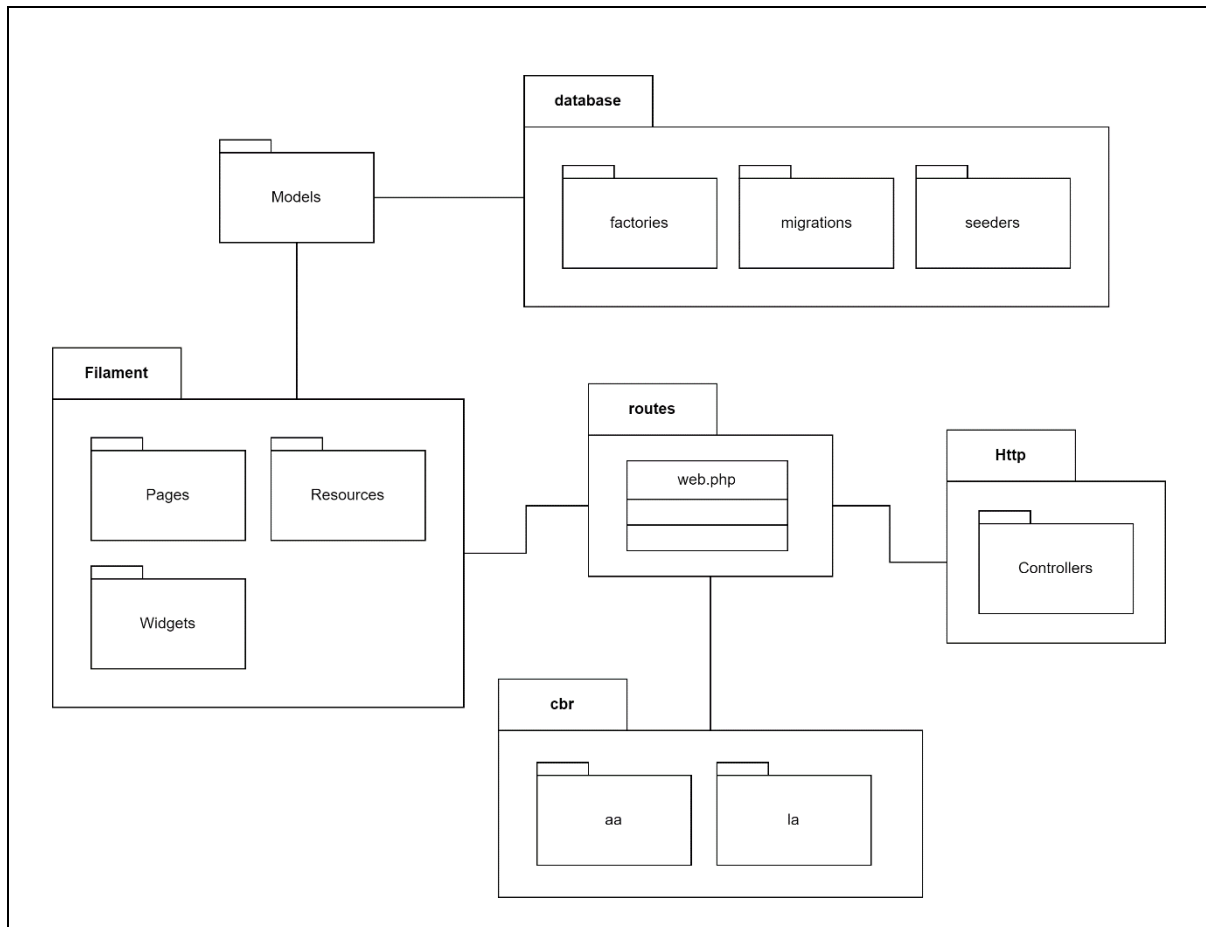 database
Models
factories
migrations
seeders
Filament
Pages
Resources
Widgets
routes
web.php
Http
Controllers
cbr
aa
la